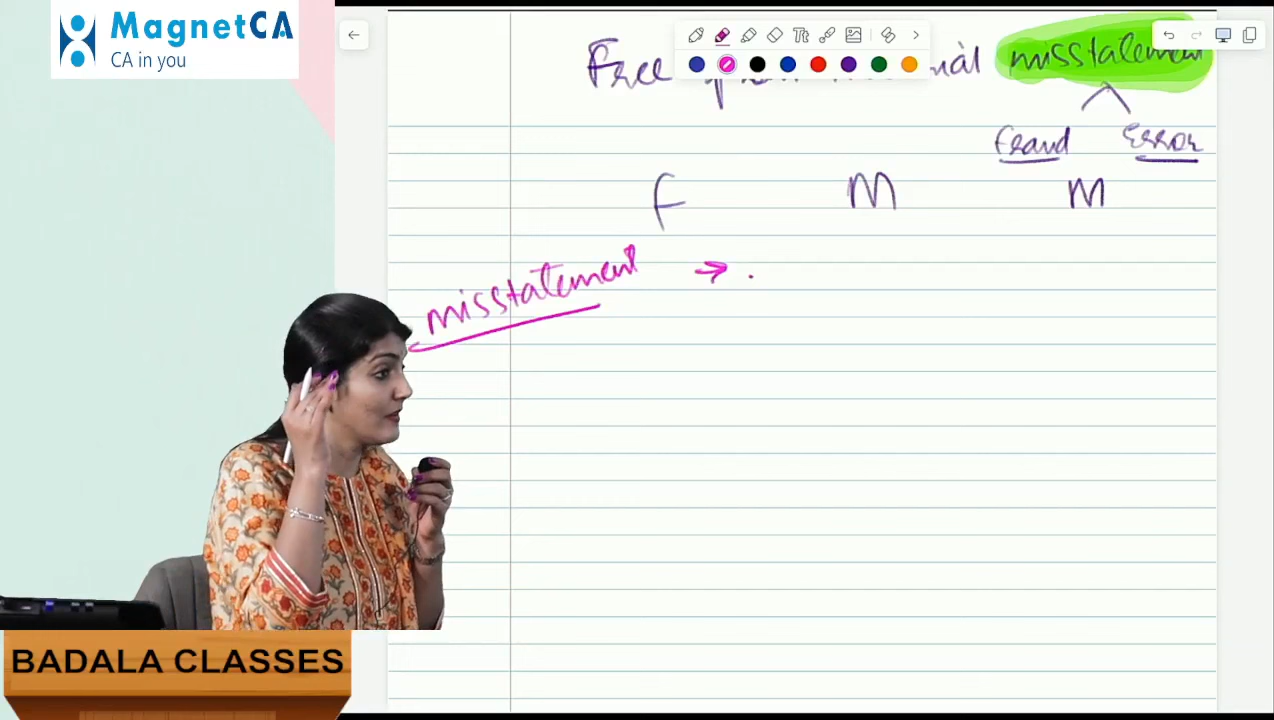 MagnetCA
CA in you
Free misstatement
Fraud Error
F M M
misstatement →
BADALA CLASSES